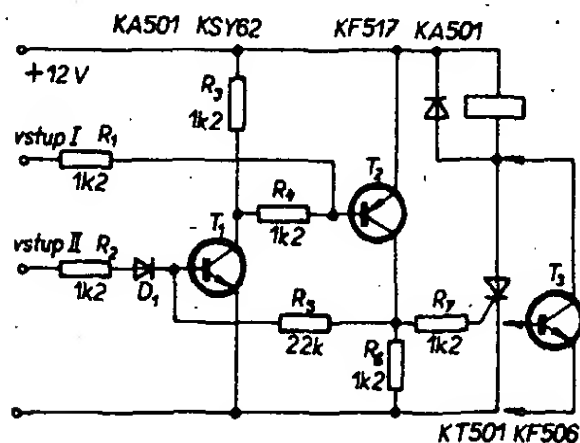 KA501 KSY62 KF517 KA501
+12V
R3
1k2
vstup I R1
1k2
R4
1k2
T2
vstup II R2
1k2
D1
T1
T3
R5
22k
R7
1k2
R6
1k2
KT501 KF506